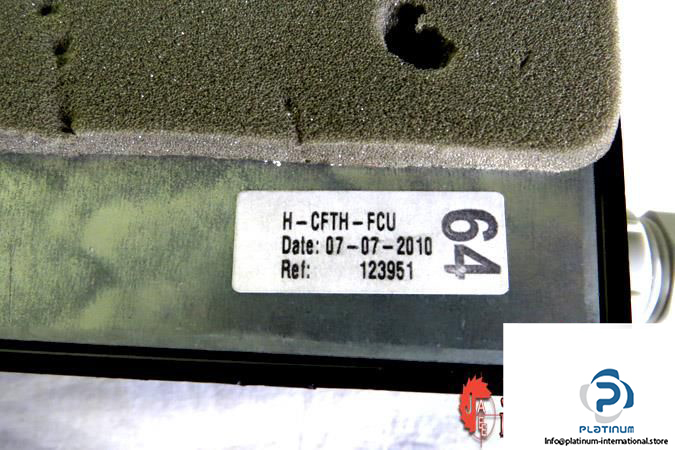 H-CFTH-FCU
Date: 07-07-2010
Ref: 123951
64
PLATINUM
Info@platinum-international.store